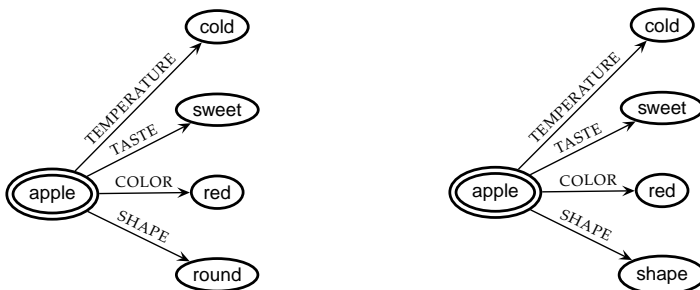 cold
TEMPERATURE
sweet
TASTE
apple
COLOR
red
SHAPE
round
cold
TEMPERATURE
sweet
TASTE
apple
COLOR
red
SHAPE
shape